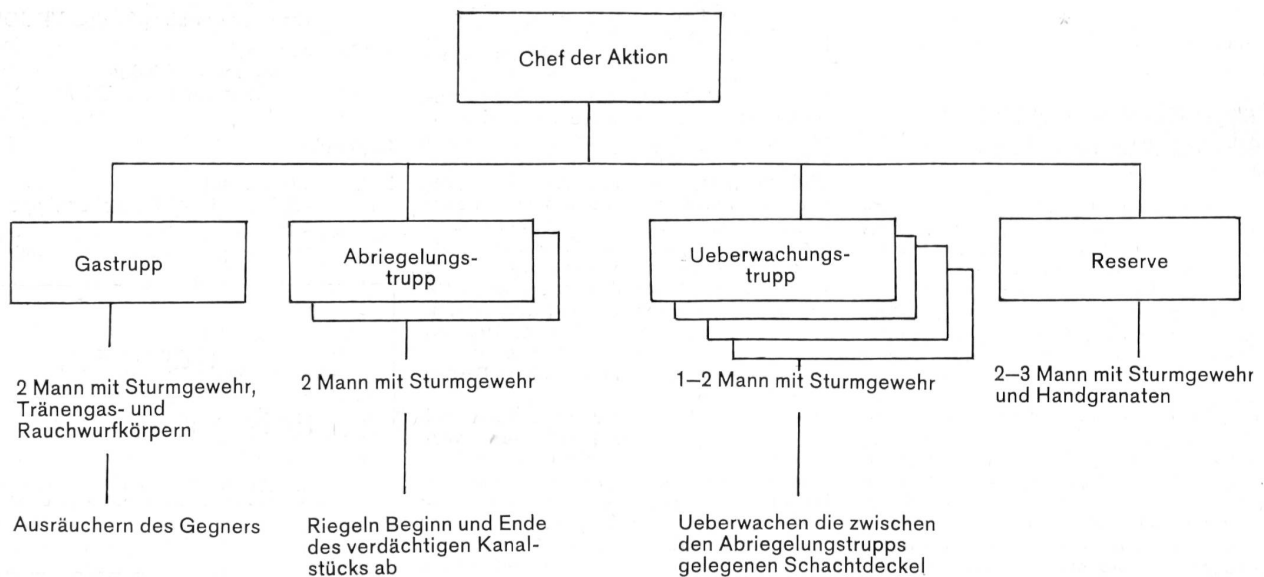 Chef der Aktion
Gastrupp
Abriegelungs-
trupp
Ueberwachungs-
trupp
Reserve
2 Mann mit Sturmgewehr,
Tränengas- und
Rauchwurfkörpern
2 Mann mit Sturmgewehr
1–2 Mann mit Sturmgewehr
2–3 Mann mit Sturmgewehr
und Handgranaten
Ausräuchern des Gegners
Riegeln Beginn und Ende
des verdächtigen Kanal-
stücks ab
Ueberwachen die zwischen
den Abriegelungstrupps
gelegenen Schachtdeckel